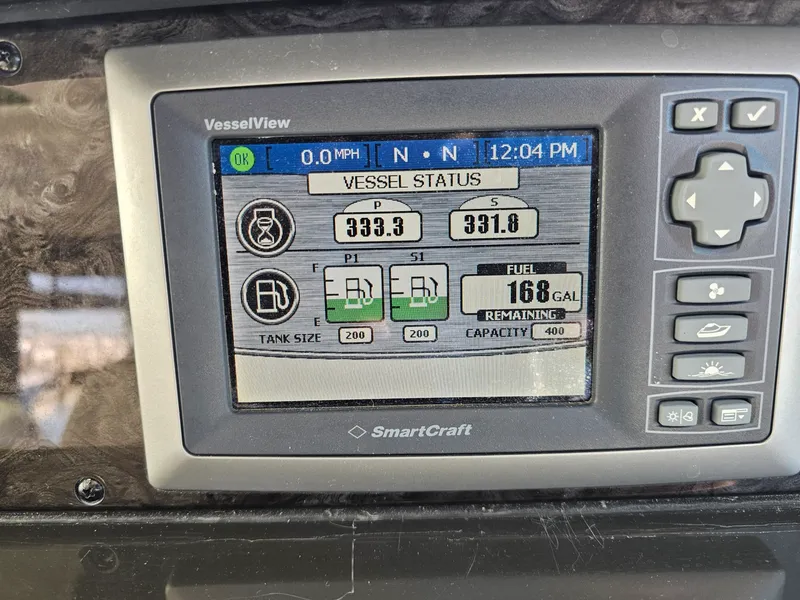 VesselView
OK [ 0.0 MPH ] [ N • N ] [ 12:04 PM
VESSEL STATUS
P S
333.3 331.8
P1 S1
F
FUEL
168 GAL
REMAINING
E
TANK SIZE 200 200 CAPACITY 400
SmartCraft
X ✓